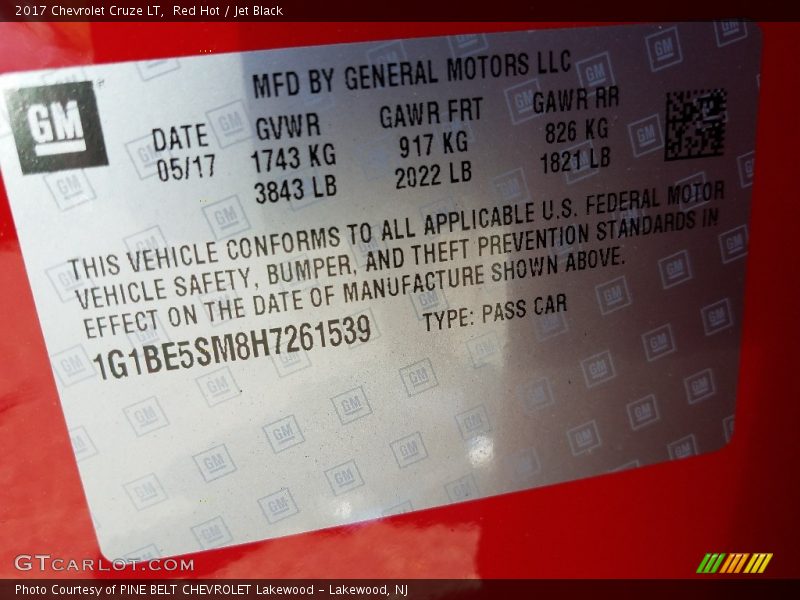 2017 Chevrolet Cruze LT,  Red Hot / Jet Black
GM
MFD BY GENERAL MOTORS LLC
DATE GVWR GAWR FRT GAWR RR
05/17 1743 KG 917 KG 826 KG
3843 LB 2022 LB 1821 LB
THIS VEHICLE CONFORMS TO ALL APPLICABLE U.S. FEDERAL MOTOR
VEHICLE SAFETY, BUMPER, AND THEFT PREVENTION STANDARDS IN
EFFECT ON THE DATE OF MANUFACTURE SHOWN ABOVE.
1G1BE5SM8H7261539 TYPE: PASS CAR
GTCARLOT.COM
Photo Courtesy of PINE BELT CHEVROLET Lakewood - Lakewood, NJ